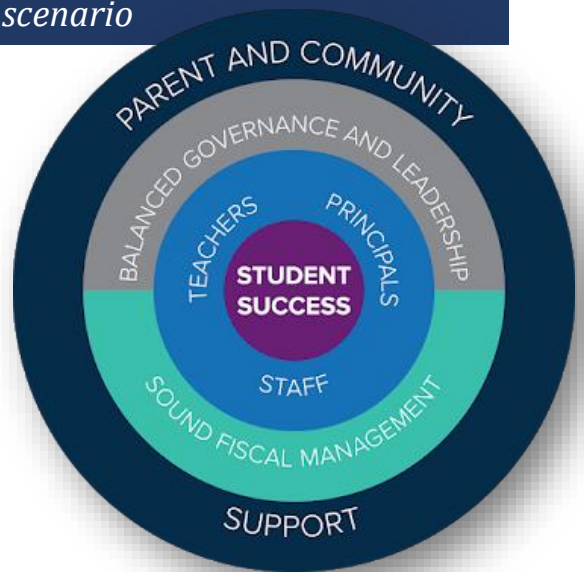 scenario
PARENT AND COMMUNITY
BALANCED GOVERNANCE AND LEADERSHIP
TEACHERS
PRINCIPALS
STUDENT
SUCCESS
STAFF
SOUND FISCAL MANAGEMENT
SUPPORT